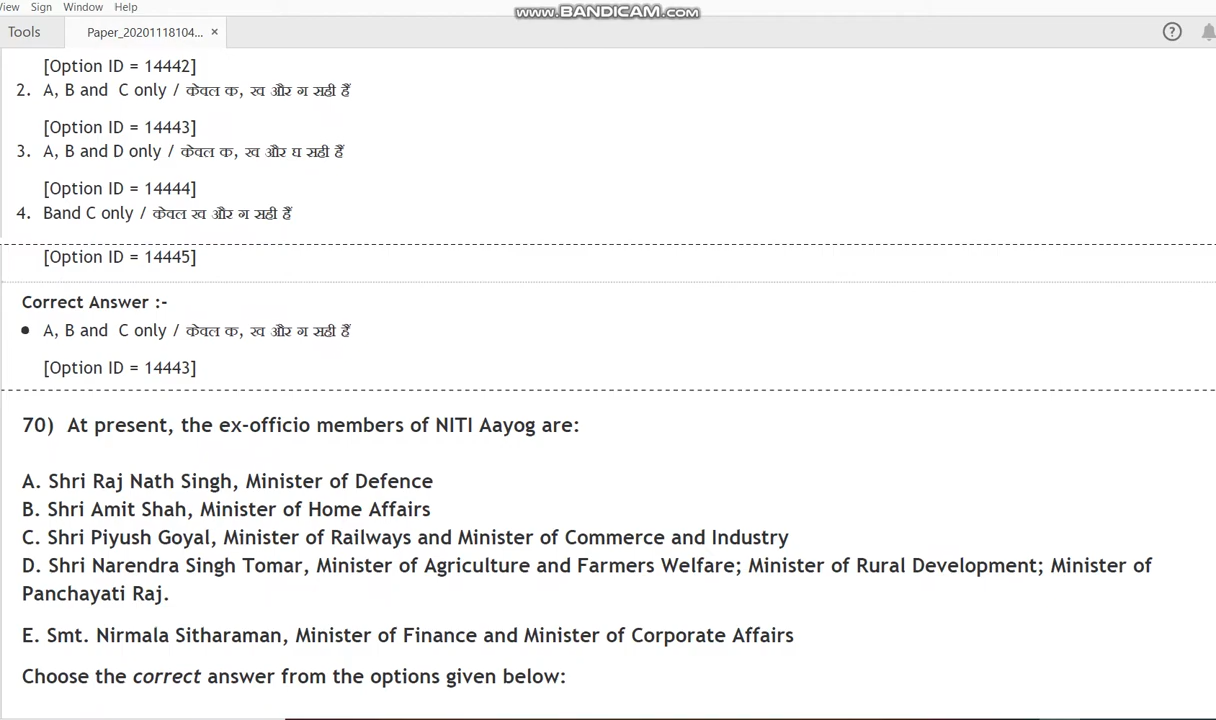 View Sign Window Help
www.BANDICAM.com
Tools Paper_20201118104... ×
[Option ID = 14442]
2. A, B and C only / केवल क, ख और ग सही हैं
[Option ID = 14443]
3. A, B and D only / केवल क, ख और घ सही हैं
[Option ID = 14444]
4. Band C only / केवल ख और ग सही हैं
[Option ID = 14445]
Correct Answer :-
• A, B and C only / केवल क, ख और ग सही हैं
[Option ID = 14443]
70) At present, the ex-officio members of NITI Aayog are:
A. Shri Raj Nath Singh, Minister of Defence
B. Shri Amit Shah, Minister of Home Affairs
C. Shri Piyush Goyal, Minister of Railways and Minister of Commerce and Industry
D. Shri Narendra Singh Tomar, Minister of Agriculture and Farmers Welfare; Minister of Rural Development; Minister of
Panchayati Raj.
E. Smt. Nirmala Sitharaman, Minister of Finance and Minister of Corporate Affairs
Choose the correct answer from the options given below: